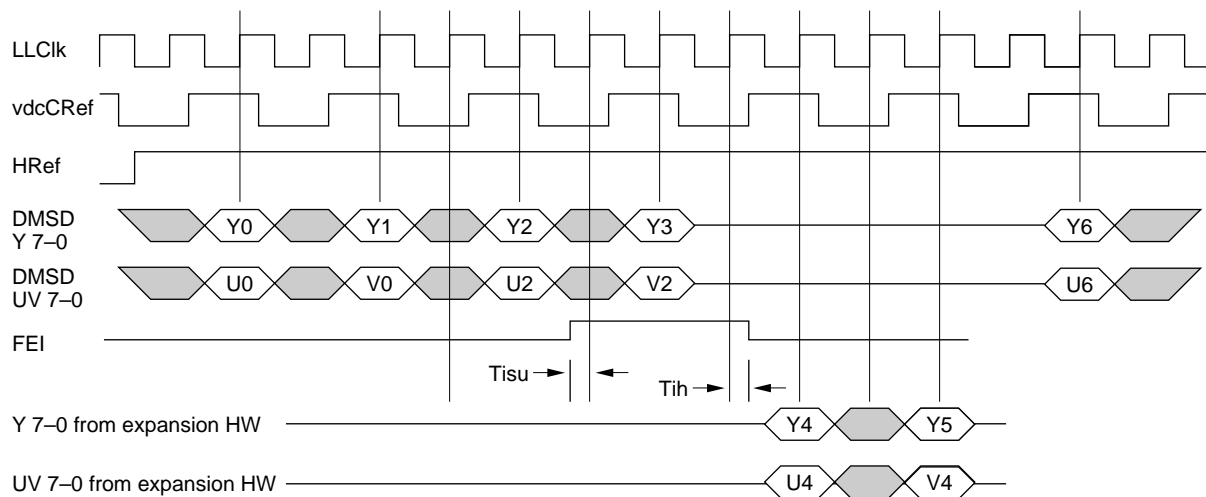 LLClk
vdcCRef
HRef
DMSD
Y 7–0
Y0 Y1 Y2 Y3 Y6
DMSD
UV 7–0
U0 V0 U2 V2 U6
FEI
Tisu Tih
Y 7–0 from expansion HW Y4 Y5
UV 7–0 from expansion HW U4 V4